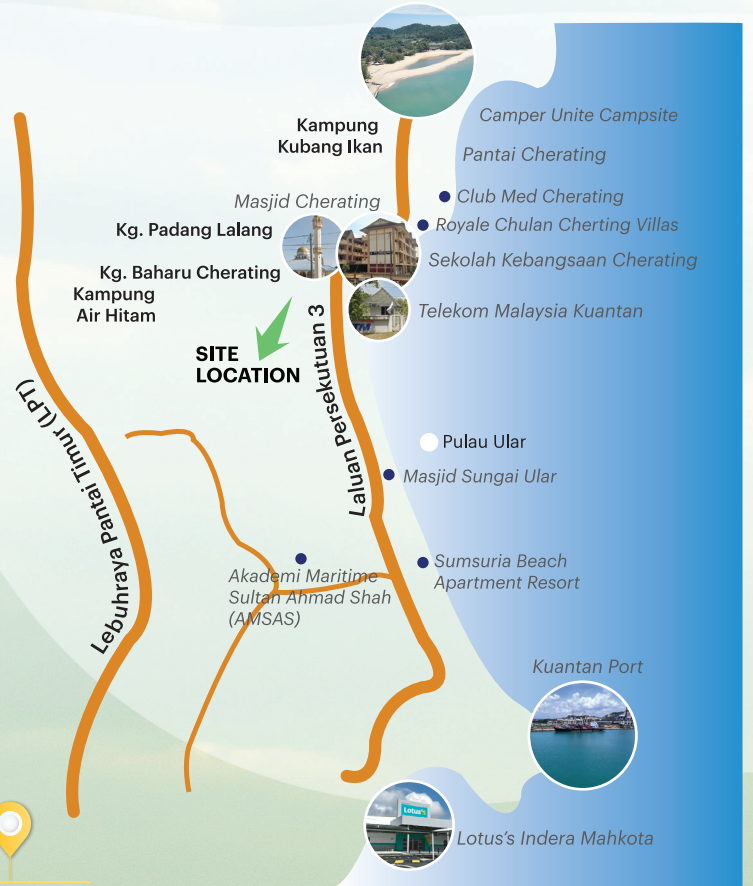 Camper Unite Campsite
Kampung
Kubang Ikan
Pantai Cherating
Club Med Cherating
Masjid Cherating
Royale Chulan Cherting Villas
Kg. Padang Lalang
Sekolah Kebangsaan Cherating
Kg. Baharu Cherating
Kampung
Air Hitam
Telekom Malaysia Kuantan
SITE
LOCATION
Laluan Persekutuan 3
Lebuhraya Pantai Timur (LPT)
Pulau Ular
Masjid Sungai Ular
Sumsuria Beach
Apartment Resort
Akademi Maritime
Sultan Ahmad Shah
(AMSAS)
Kuantan Port
Lotus's
Lotus's Indera Mahkota